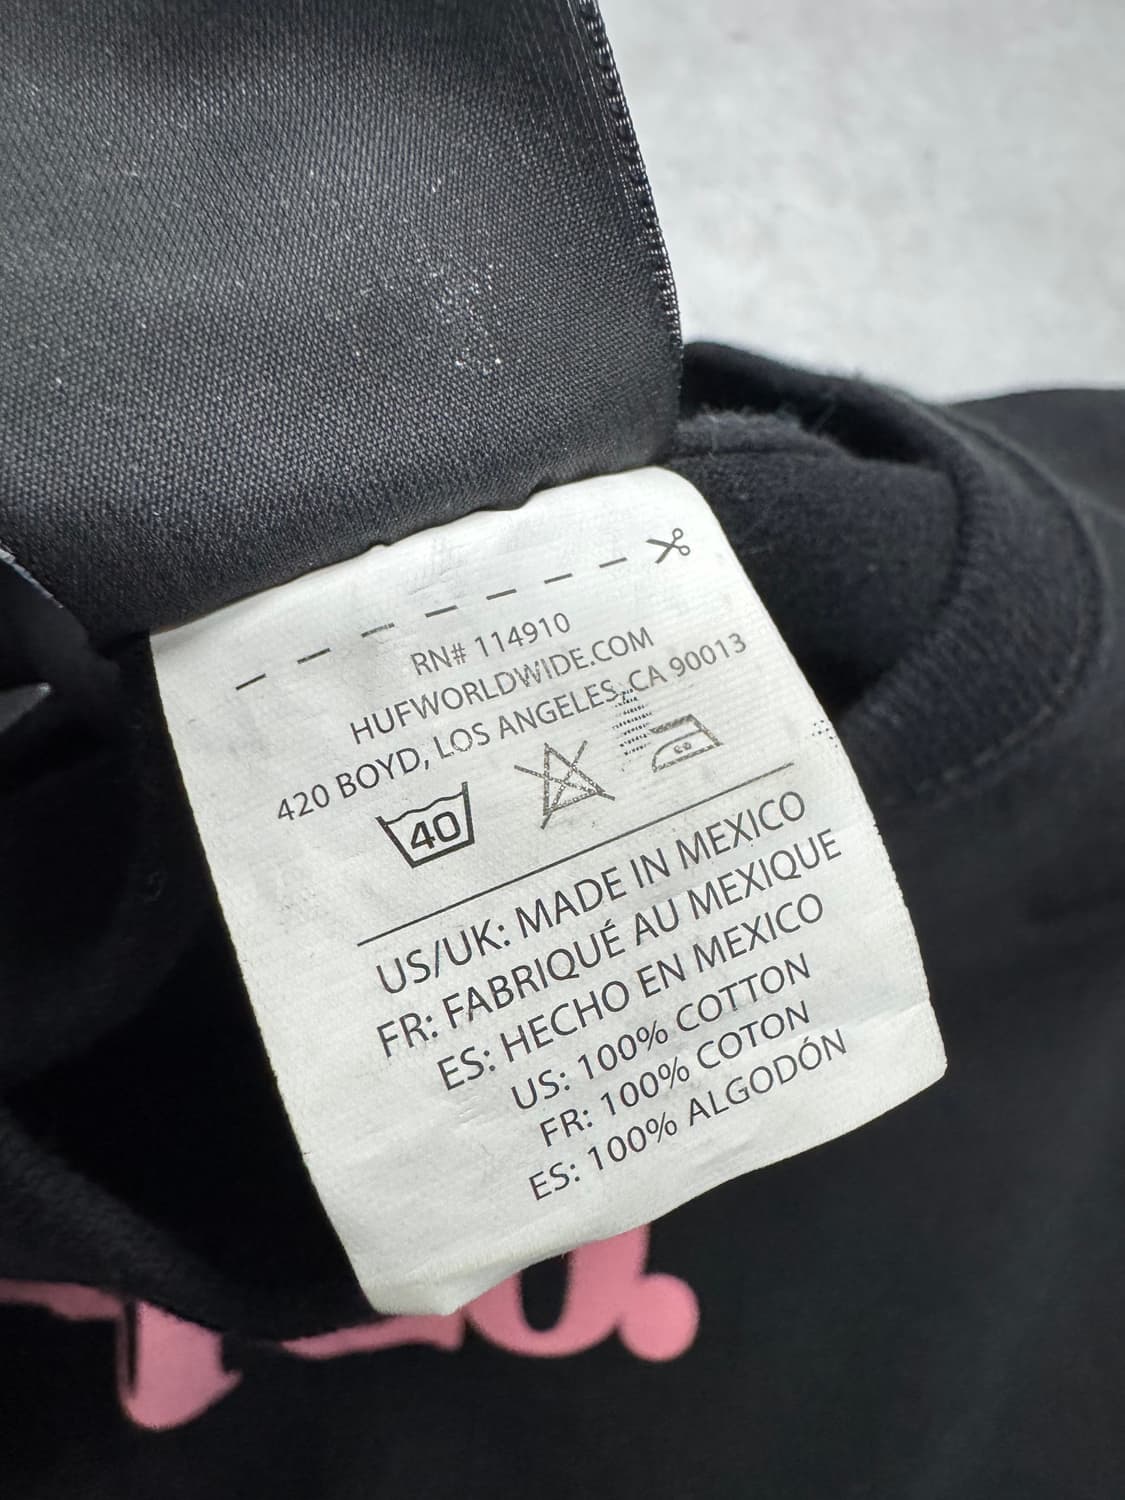 RN# 114910
HUFWORLDWIDE.COM
420 BOYD, LOS ANGELES, CA 90013
40
US/UK: MADE IN MEXICO
FR: FABRIQUÉ AU MEXIQUE
ES: HECHO EN MEXICO
US: 100% COTTON
FR: 100% COTON
ES: 100% ALGODÓN